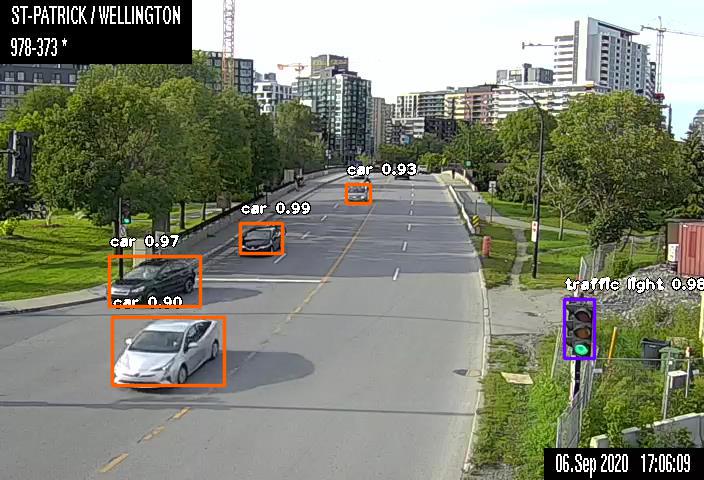 ST-PATRICK / WELLINGTON
978-373 *
car 0.93
car 0.99
car 0.97
car 0.90
traffic light 0.98
06.Sep 2020 17:06:09